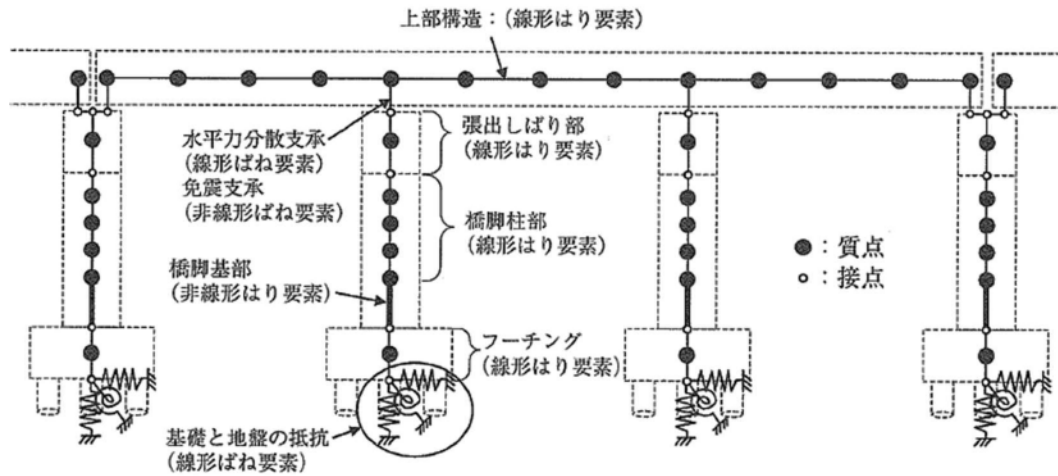 上部構造：(線形はり要素)
水平力分散支承
(線形ばね要素)
免震支承
(非線形ばね要素)
張出しばり部
(線形はり要素)
橋脚柱部
(線形はり要素)
●：質点
○：接点
橋脚基部
(非線形はり要素)
フーチング
(線形はり要素)
基礎と地盤の抵抗
(線形ばね要素)